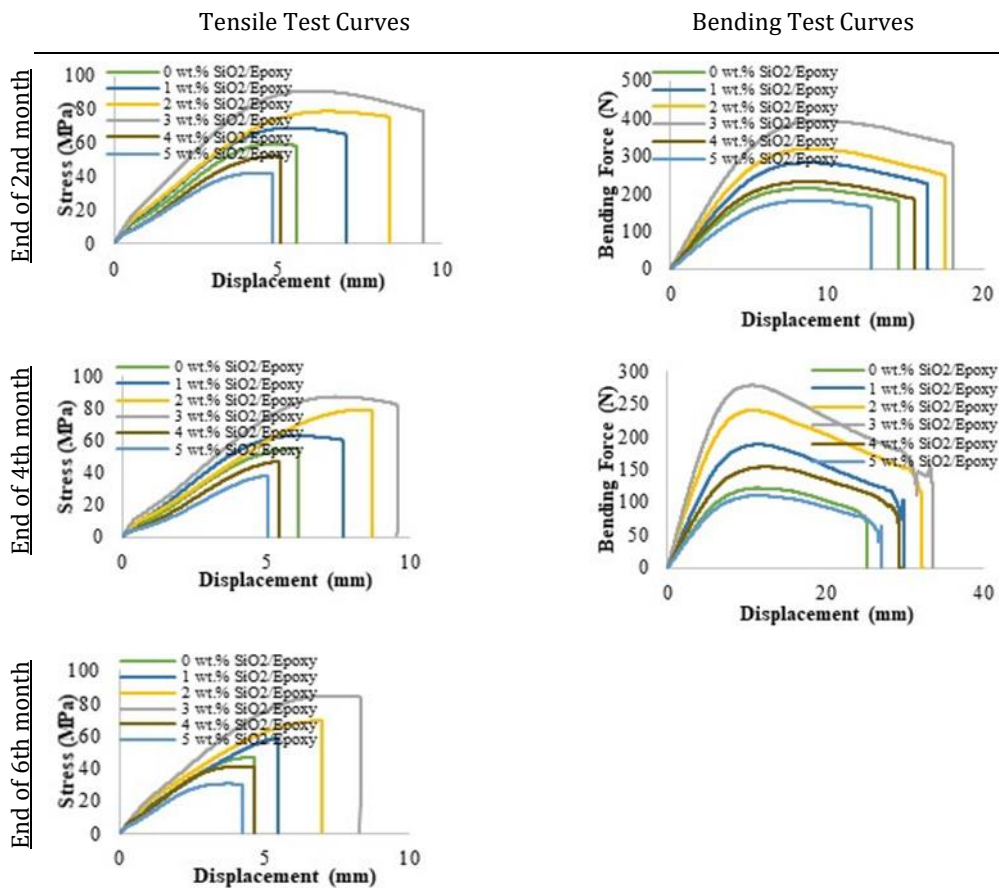 Tensile Test Curves
Bending Test Curves
End of 2nd month
Stress (MPa)
100
80
60
40
20
0
0 wt.% SiO2/Epoxy
1 wt.% SiO2/Epoxy
2 wt.% SiO2/Epoxy
3 wt.% SiO2/Epoxy
4 wt.% SiO2/Epoxy
5 wt.% SiO2/Epoxy
0 5 10
Displacement (mm)
Bending Force (N)
500
400
300
200
100
0
0 wt.% SiO2/Epoxy
1 wt.% SiO2/Epoxy
2 wt.% SiO2/Epoxy
3 wt.% SiO2/Epoxy
4 wt.% SiO2/Epoxy
5 wt.% SiO2/Epoxy
0 10 20
Displacement (mm)
End of 4th month
Stress (MPa)
100
80
60
40
20
0
0 wt.% SiO2/Epoxy
1 wt.% SiO2/Epoxy
2 wt.% SiO2/Epoxy
3 wt.% SiO2/Epoxy
4 wt.% SiO2/Epoxy
5 wt.% SiO2/Epoxy
0 5 10
Displacement (mm)
Bending Force (N)
300
250
200
150
100
50
0
0 wt.% SiO2/Epoxy
1 wt.% SiO2/Epoxy
2 wt.% SiO2/Epoxy
3 wt.% SiO2/Epoxy
4 wt.% SiO2/Epoxy
5 wt.% SiO2/Epoxy
0 20 40
Displacement (mm)
End of 6th month
Stress (MPa)
100
80
60
40
20
0
0 wt.% SiO2/Epoxy
1 wt.% SiO2/Epoxy
2 wt.% SiO2/Epoxy
3 wt.% SiO2/Epoxy
4 wt.% SiO2/Epoxy
5 wt.% SiO2/Epoxy
0 5 10
Displacement (mm)